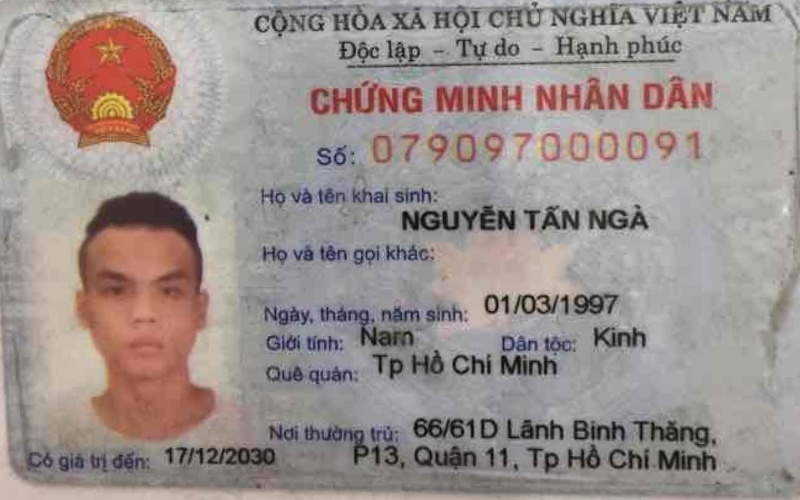 CỘNG HÒA XÃ HỘI CHỦ NGHĨA VIỆT NAM
Độc lập - Tự do - Hạnh phúc
CHỨNG MINH NHÂN DÂN
Số: 079097000091
Họ và tên khai sinh:
NGUYỄN TẤN NGÀ
Họ và tên gọi khác:
Ngày, tháng, năm sinh: 01/03/1997
Giới tính: Nam Dân tộc: Kinh
Quê quán: Tp Hồ Chí Minh
Nơi thường trú: 66/61D Lãnh Binh Thăng,
P13, Quận 11, Tp Hồ Chí Minh
Có giá trị đến: 17/12/2030